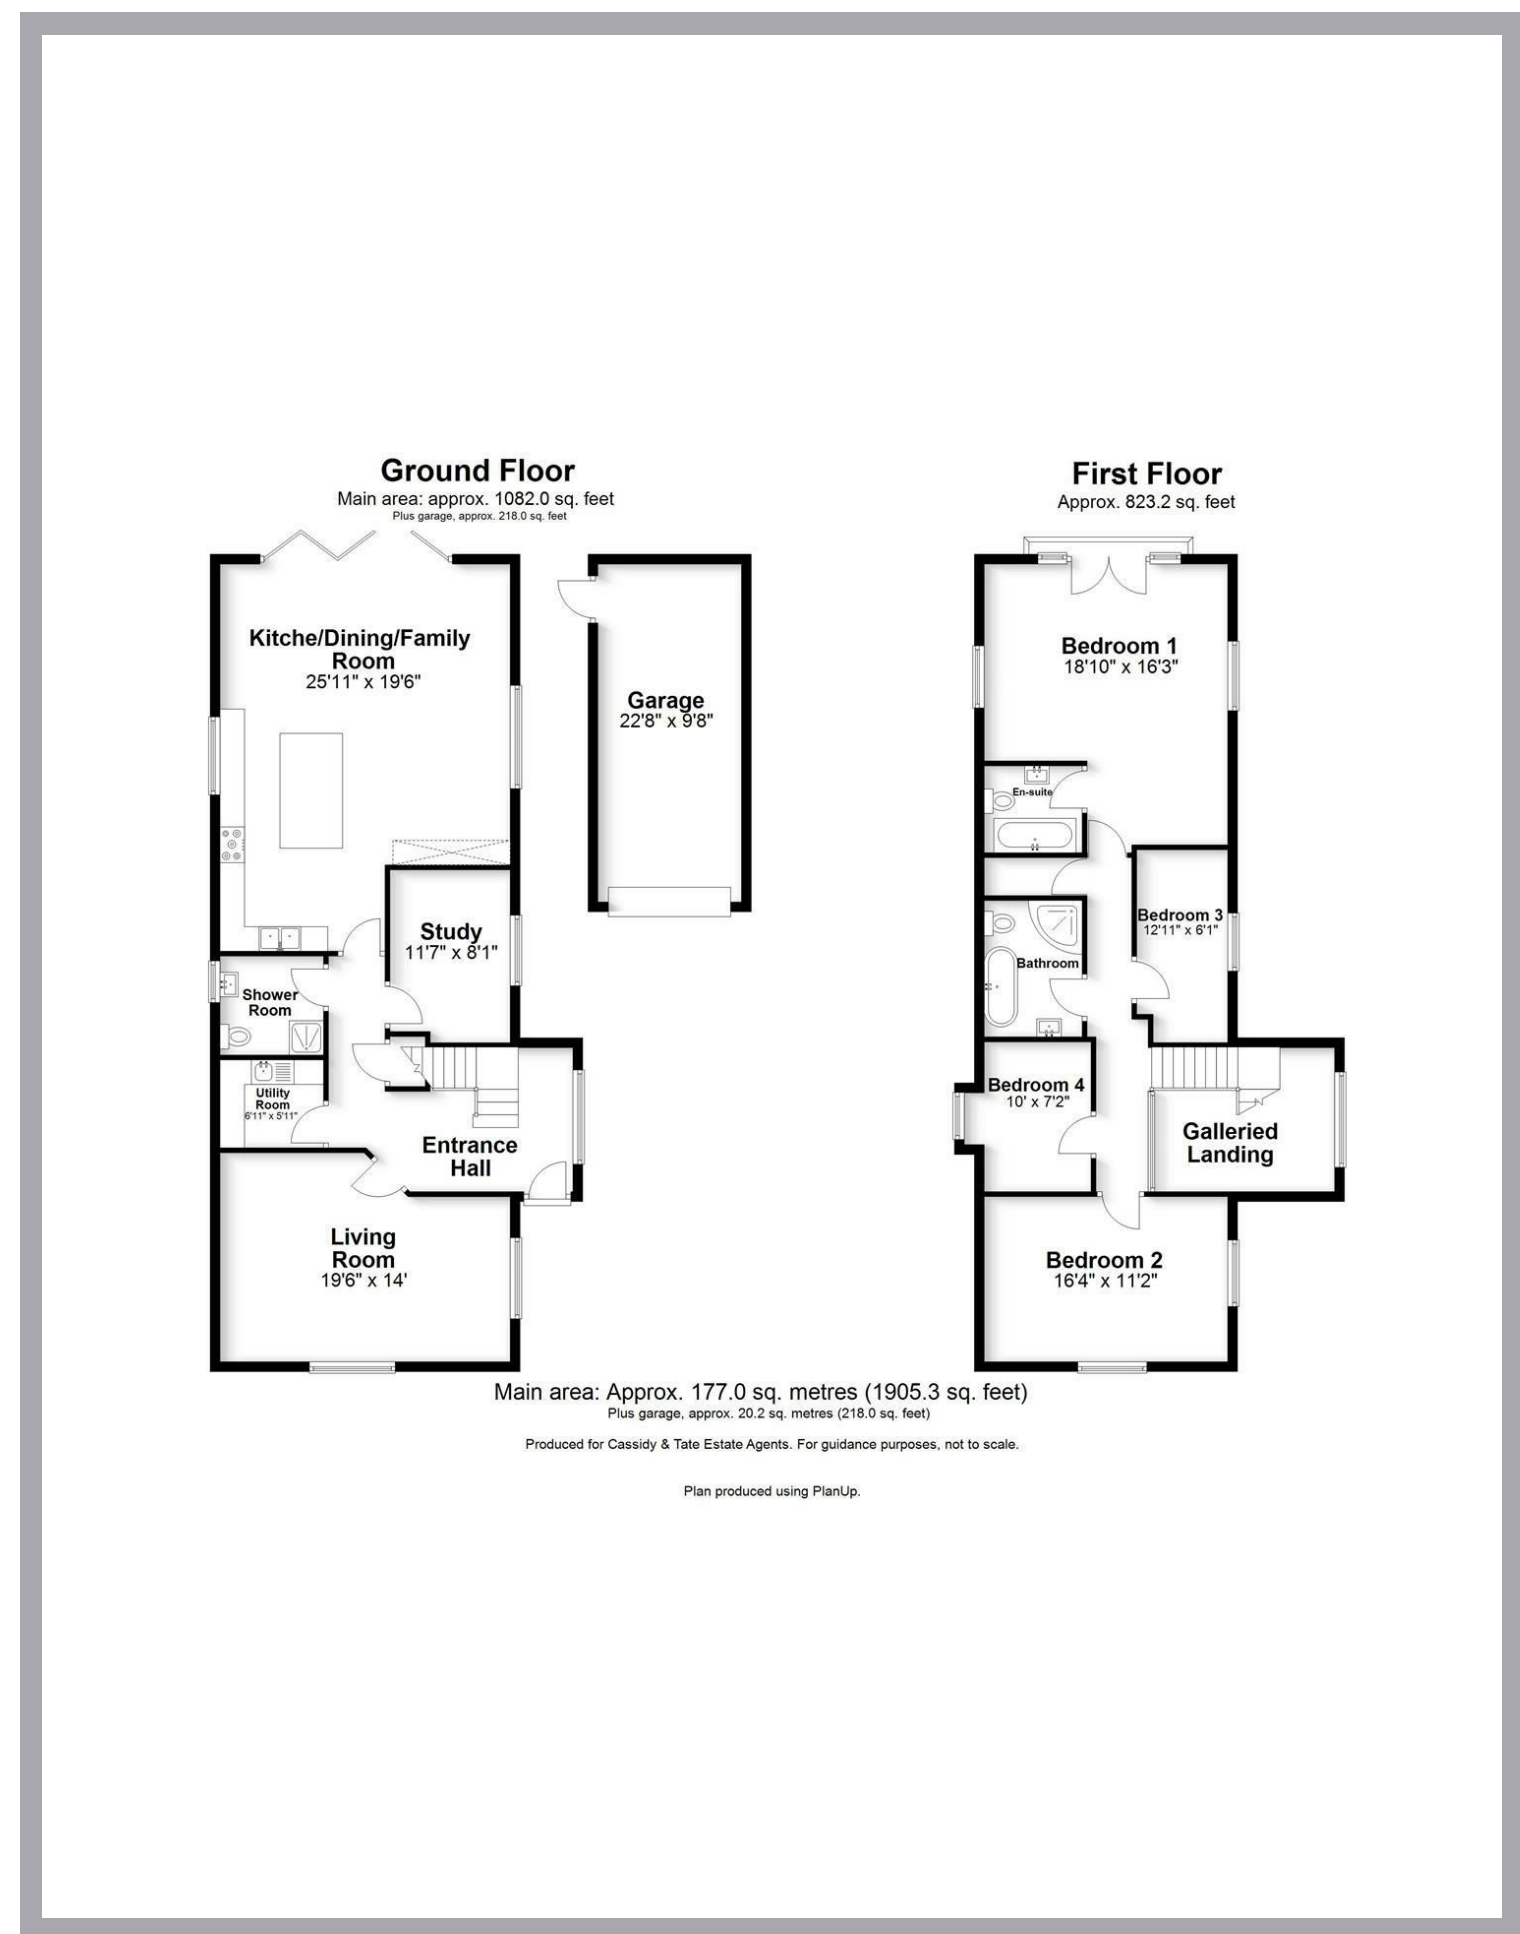 Ground Floor
Main area: approx. 1082.0 sq. feet
Plus garage, approx. 218.0 sq. feet
Kitche/Dining/Family
Room
25'11" x 19'6"
Garage
22'8" x 9'8"
Study
11'7" x 8'1"
Shower
Room
Utility
Room
6'11" x 5'11"
Entrance
Hall
Living
Room
19'6" x 14'
First Floor
Approx. 823.2 sq. feet
Bedroom 1
18'10" x 16'3"
En-suite
Bedroom 3
12'11" x 6'1"
Bathroom
Bedroom 4
10' x 7'2"
Galleried
Landing
Bedroom 2
16'4" x 11'2"
Main area: Approx. 177.0 sq. metres (1905.3 sq. feet)
Plus garage, approx. 20.2 sq. metres (218.0 sq. feet)
Produced for Cassidy & Tate Estate Agents. For guidance purposes, not to scale.
Plan produced using PlanUp.